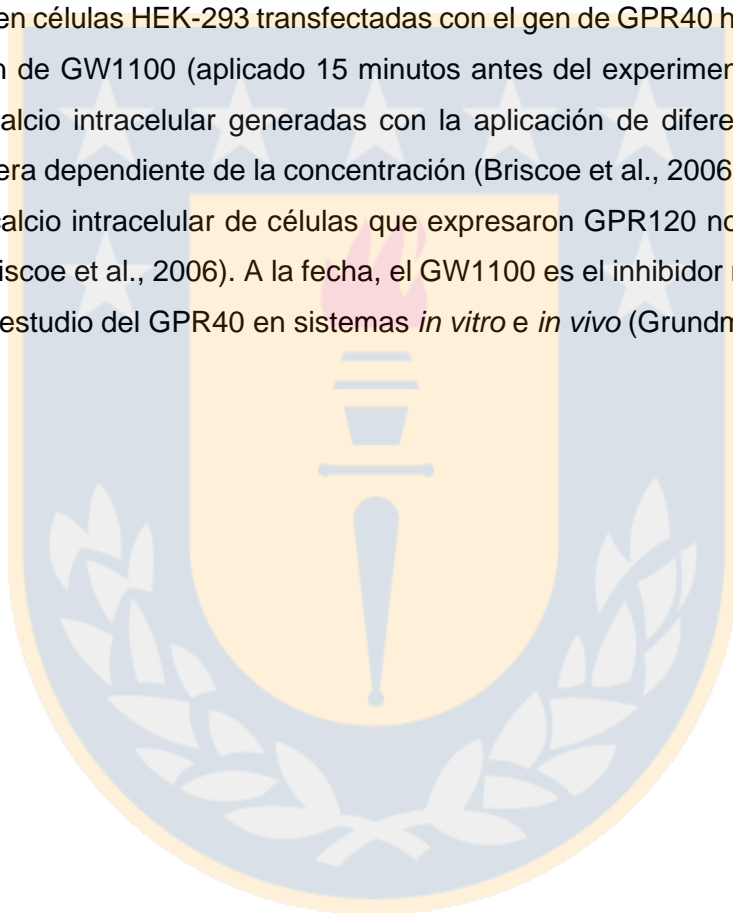 en células HEK-293 transfectadas con el gen de GPR40 h
n de GW1100 (aplicado 15 minutos antes del experimen
alcio intracelular generadas con la aplicación de difere
era dependiente de la concentración (Briscoe et al., 2006
calcio intracelular de células que expresaron GPR120 no
riscoe et al., 2006). A la fecha, el GW1100 es el inhibidor
estudio del GPR40 en sistemas in vitro e in vivo (Grundm